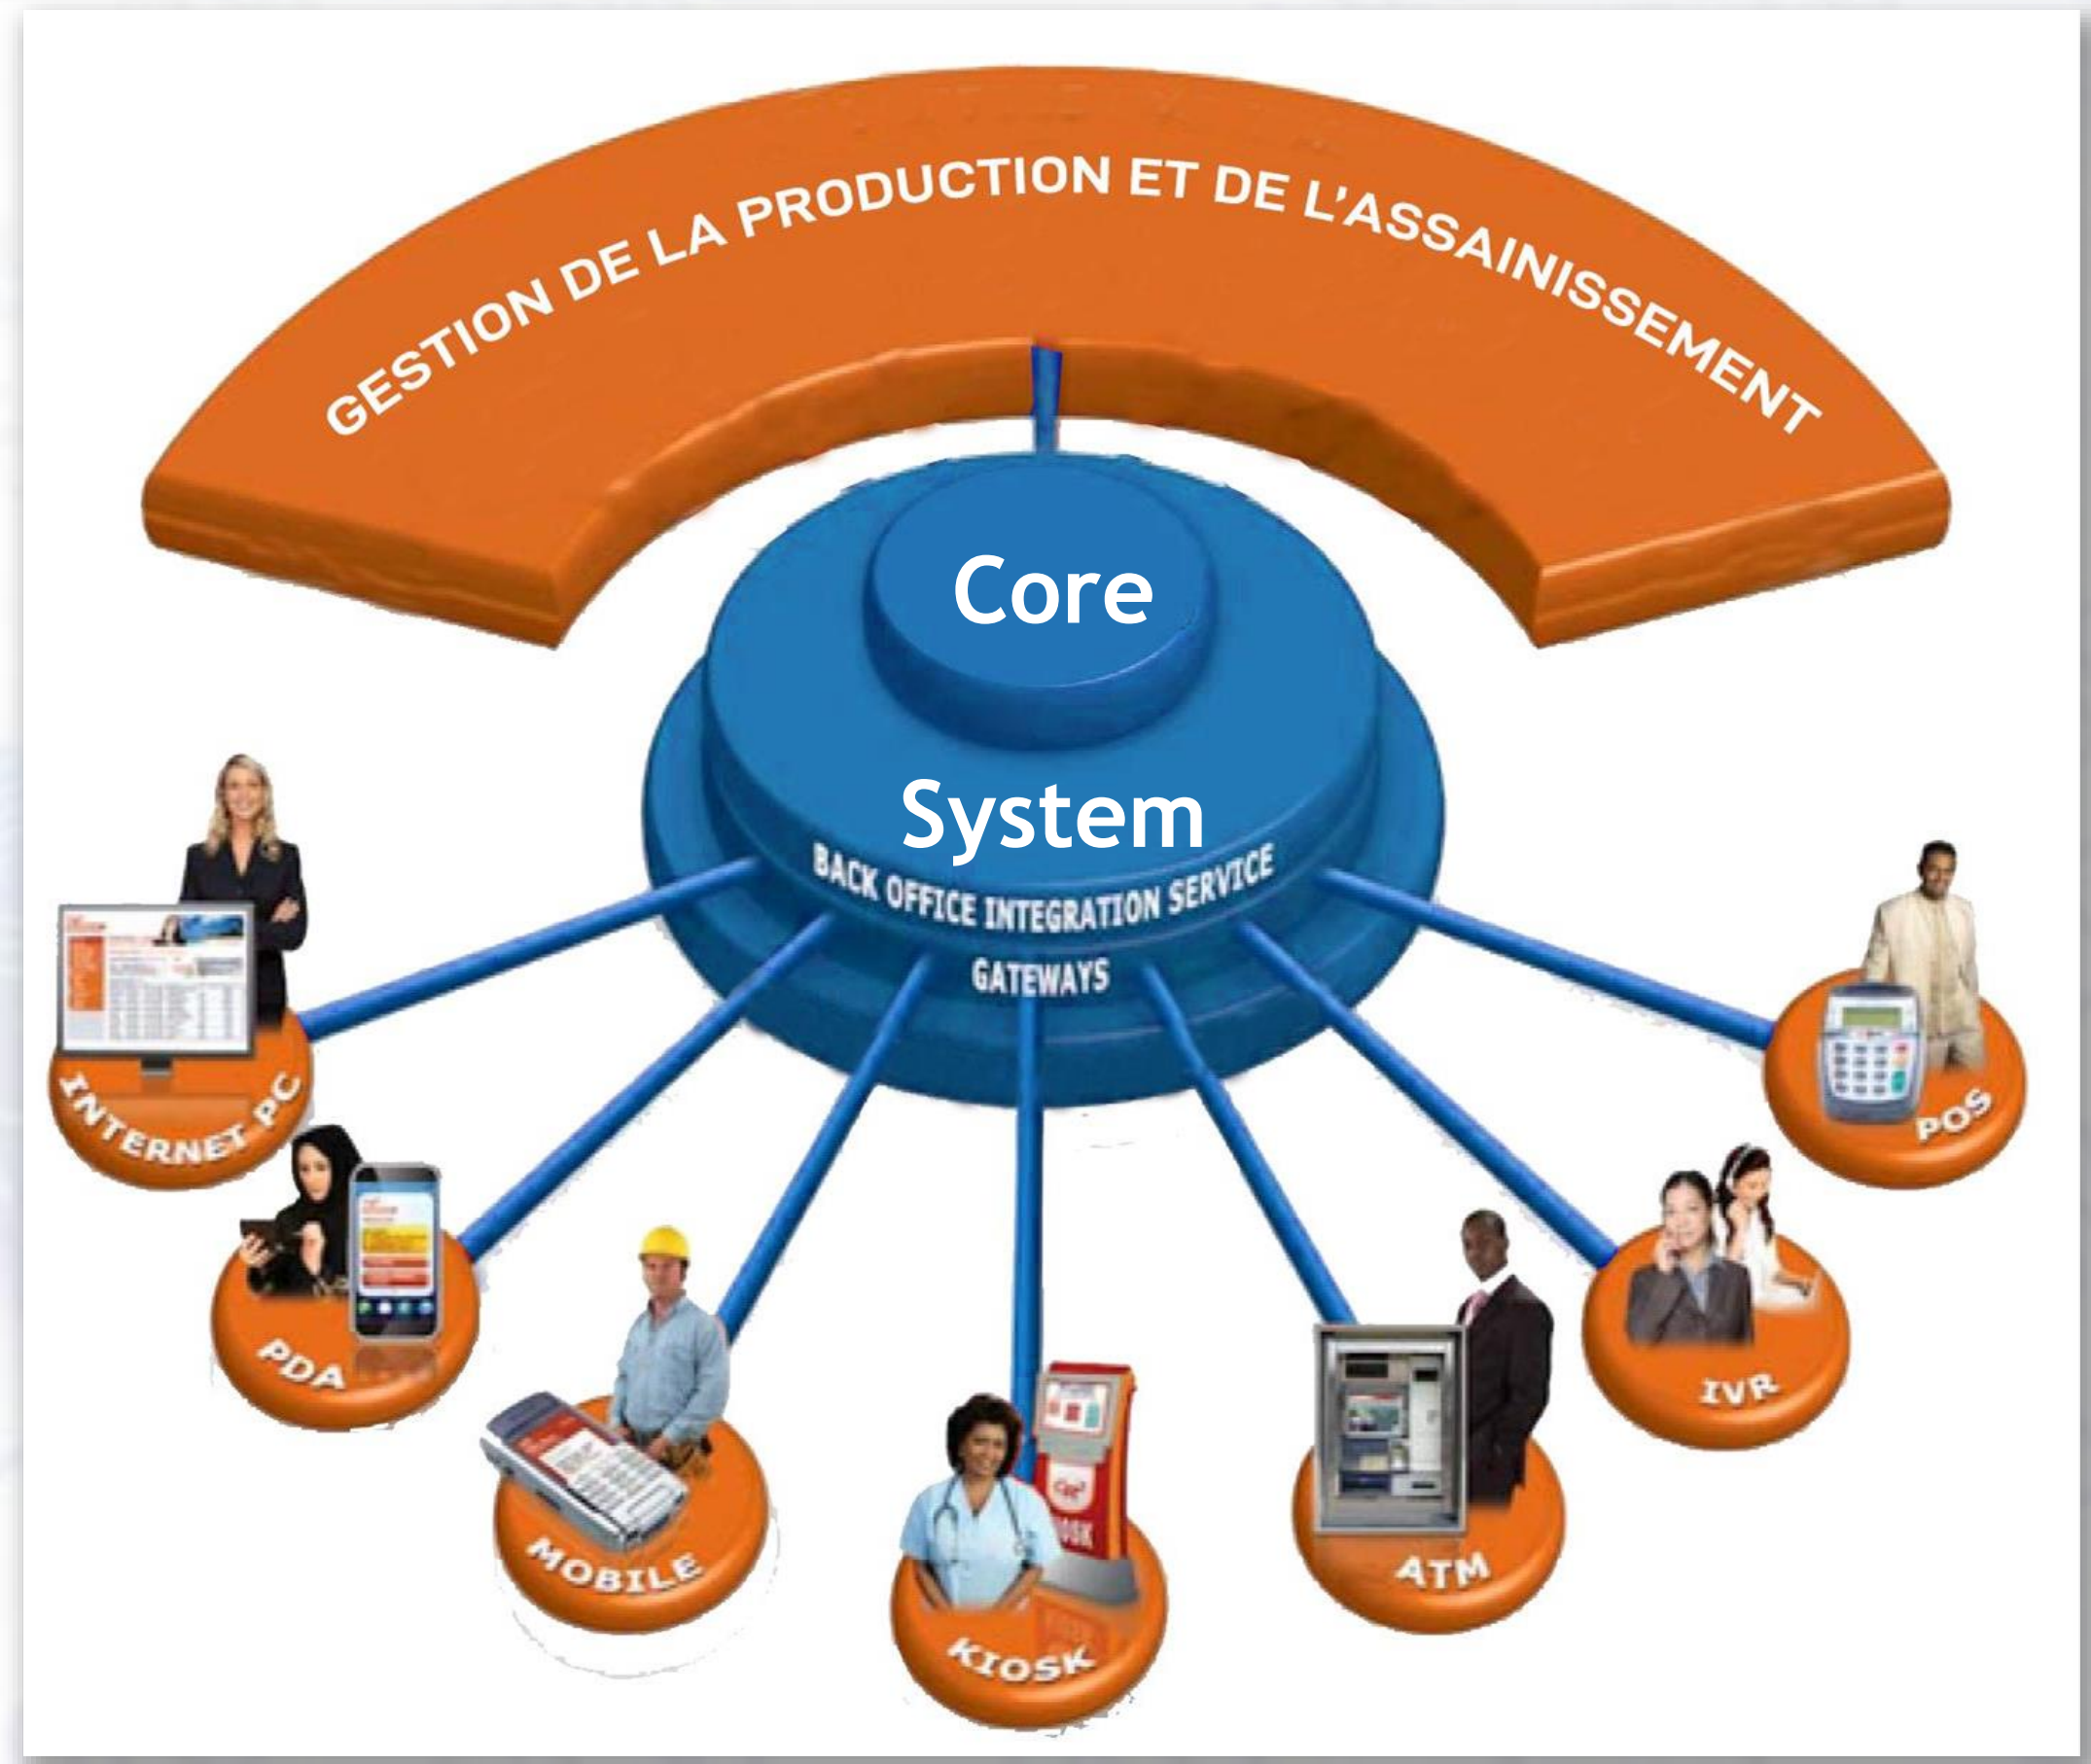 GESTION DE LA PRODUCTION ET DE L'ASSAINISSEMENT
Core
System
BACK OFFICE INTEGRATION SERVICE
GATEWAYS
INTERNET PC
POS
PDA
IVR
MOBILE
ATM
KIOSK